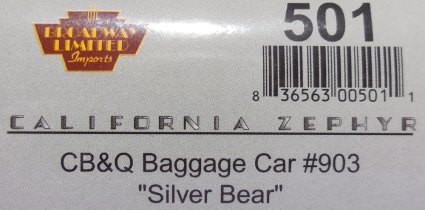 BROADWAY
LIMITED
Imports
501
8 36563 00501 1
CALIFORNIA ZEPHYR
CB&Q Baggage Car #903
"Silver Bear"